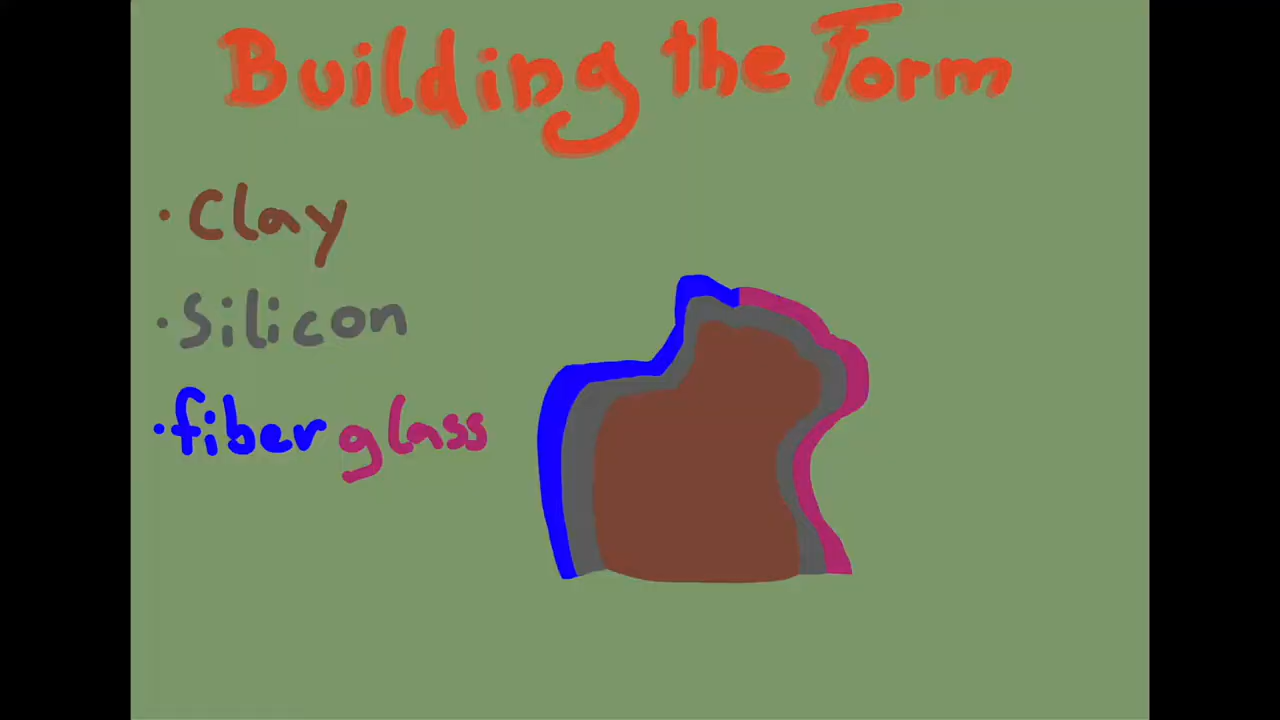 Building the Form
· Clay
· Silicon
· fiberglass